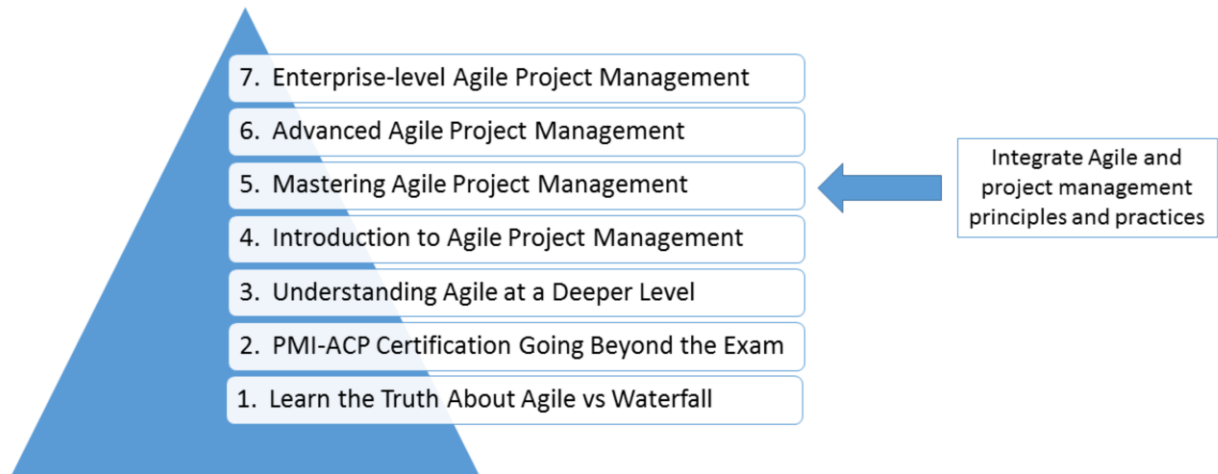 7. Enterprise-level Agile Project Management
6. Advanced Agile Project Management
5. Mastering Agile Project Management
4. Introduction to Agile Project Management
3. Understanding Agile at a Deeper Level
2. PMI-ACP Certification Going Beyond the Exam
1. Learn the Truth About Agile vs Waterfall
Integrate Agile and
project management
principles and practices